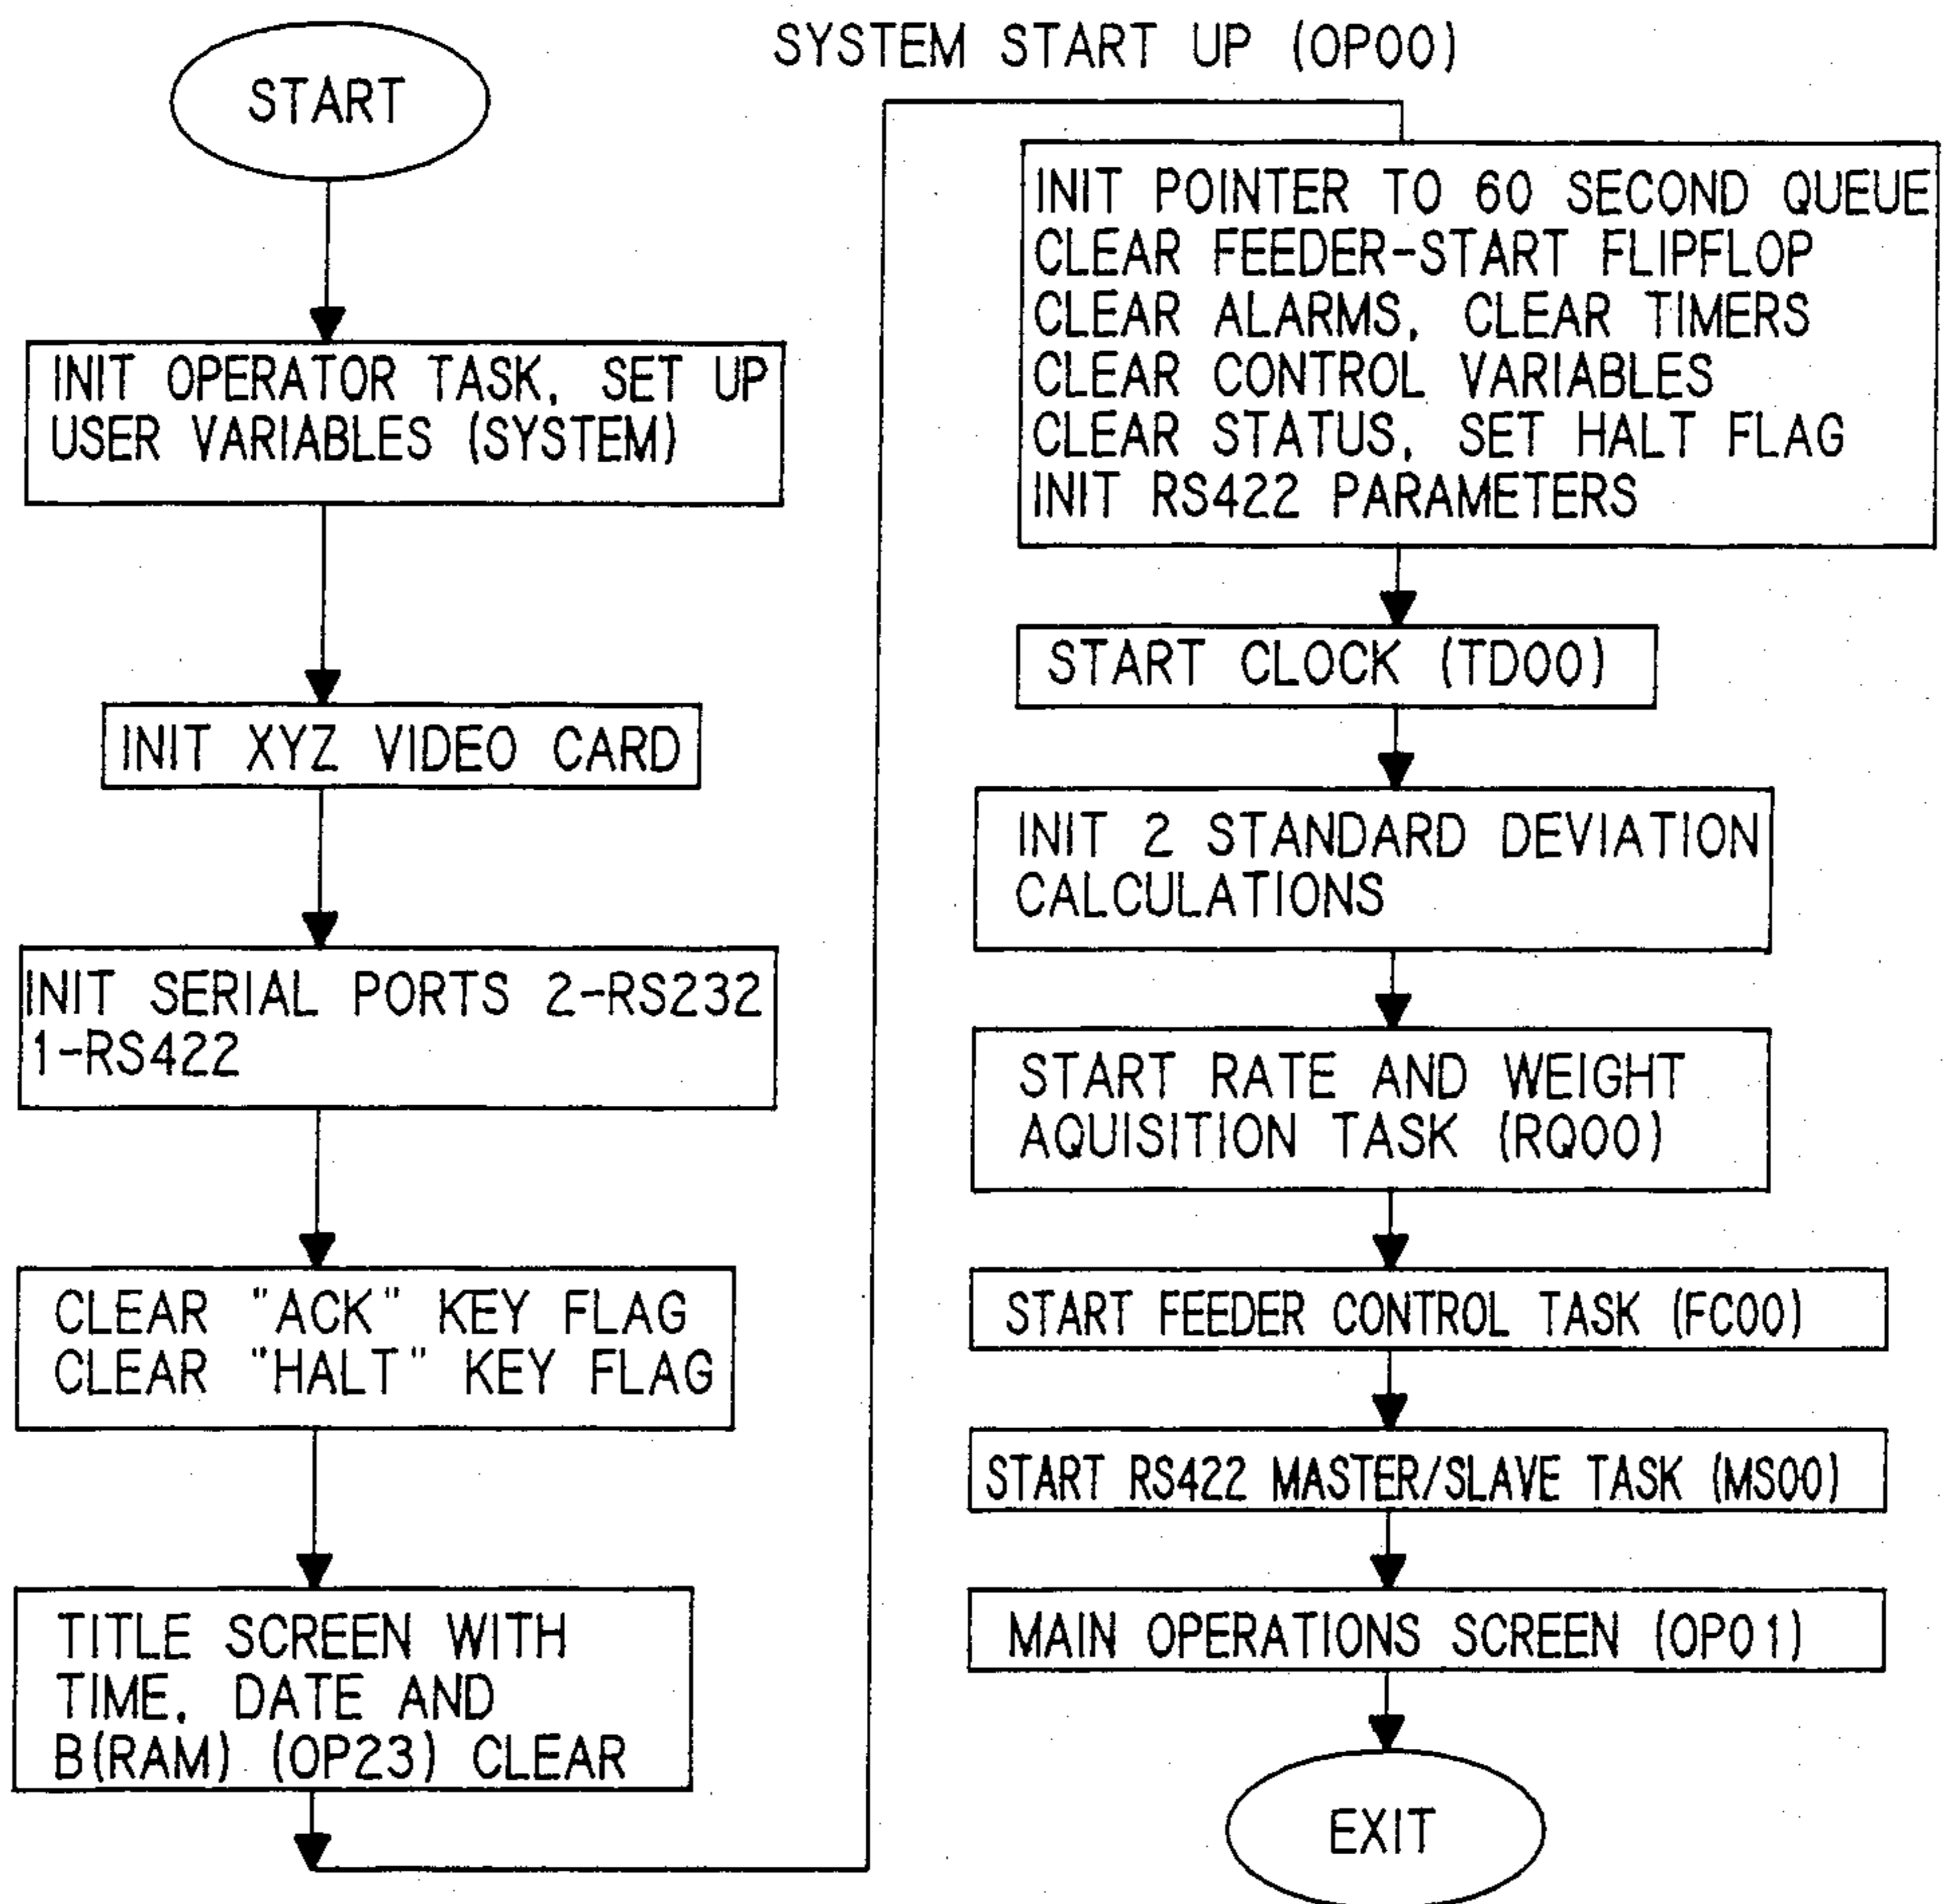 SYSTEM START UP (OP00)
START
INIT OPERATOR TASK, SET UP
USER VARIABLES (SYSTEM)
INIT XYZ VIDEO CARD
INIT SERIAL PORTS 2-RS232
1-RS422
CLEAR "ACK" KEY FLAG
CLEAR "HALT" KEY FLAG
TITLE SCREEN WITH
TIME, DATE AND
B(RAM) (OP23) CLEAR
INIT POINTER TO 60 SECOND QUEUE
CLEAR FEEDER-START FLIPFLOP
CLEAR ALARMS, CLEAR TIMERS
CLEAR CONTROL VARIABLES
CLEAR STATUS, SET HALT FLAG
INIT RS422 PARAMETERS
START CLOCK (TD00)
INIT 2 STANDARD DEVIATION
CALCULATIONS
START RATE AND WEIGHT
AQUISITION TASK (RQ00)
START FEEDER CONTROL TASK (FC00)
START RS422 MASTER/SLAVE TASK (MS00)
MAIN OPERATIONS SCREEN (OP01)
EXIT